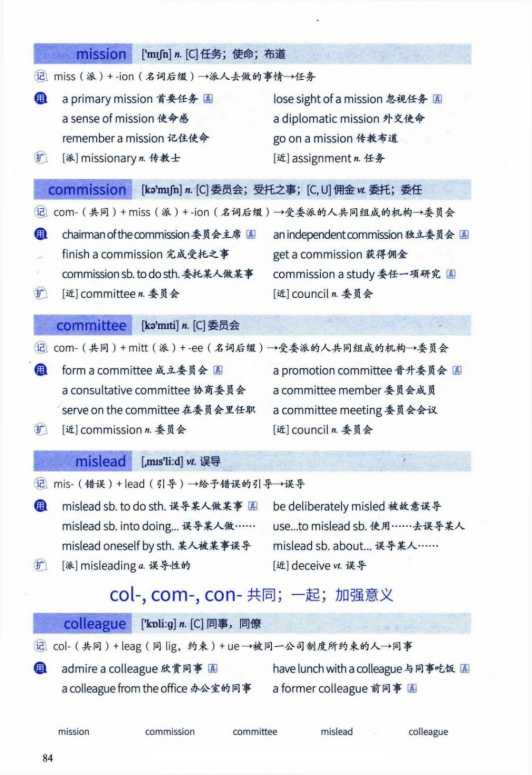 mission ['mɪʃn] n. [C] 任务；使命；布道
记 miss（派）+ -ion（名词后缀）→派人去做的事情→任务
用 a primary mission 首要任务 真 lose sight of a mission 忽视任务 真
a sense of mission 使命感 a diplomatic mission 外交使命
remember a mission 记住使命 go on a mission 传教布道
扩 [派] missionary n. 传教士 [近] assignment n. 任务
commission [kə'mɪʃn] n. [C] 委员会；受托之事；[C, U] 佣金 vt. 委托；委任
记 com-（共同）+ miss（派）+ -ion（名词后缀）→受委派的人共同组成的机构→委员会
用 chairman of the commission 委员会主席 真 an independent commission 独立委员会 真
finish a commission 完成受托之事 get a commission 获得佣金
commission sb. to do sth. 委托某人做某事 commission a study 委任一项研究 真
扩 [近] committee n. 委员会 [近] council n. 委员会
committee [kə'mɪti] n. [C] 委员会
记 com-（共同）+ mitt（派）+ -ee（名词后缀）→受委派的人共同组成的机构→委员会
用 form a committee 成立委员会 真 a promotion committee 晋升委员会 真
a consultative committee 协商委员会 a committee member 委员会成员
serve on the committee 在委员会里任职 a committee meeting 委员会会议
扩 [近] commission n. 委员会 [近] council n. 委员会
mislead [ˌmɪs'liːd] vt. 误导
记 mis-（错误）+ lead（引导）→给予错误的引导→误导
用 mislead sb. to do sth. 误导某人做某事 真 be deliberately misled 被故意误导
mislead sb. into doing... 误导某人做…… use...to mislead sb. 使用……去误导某人
mislead oneself by sth. 某人被某事误导 mislead sb. about... 误导某人……
扩 [派] misleading a. 误导性的 [近] deceive vt. 误导
col-, com-, con- 共同；一起；加强意义
colleague ['kɒliːɡ] n. [C] 同事，同僚
记 col-（共同）+ leag（同 lig，约束）+ ue →被同一公司制度所约束的人→同事
用 admire a colleague 欣赏同事 真 have lunch with a colleague 与同事吃饭 真
a colleague from the office 办公室的同事 a former colleague 前同事 真
mission commission committee mislead colleague
84